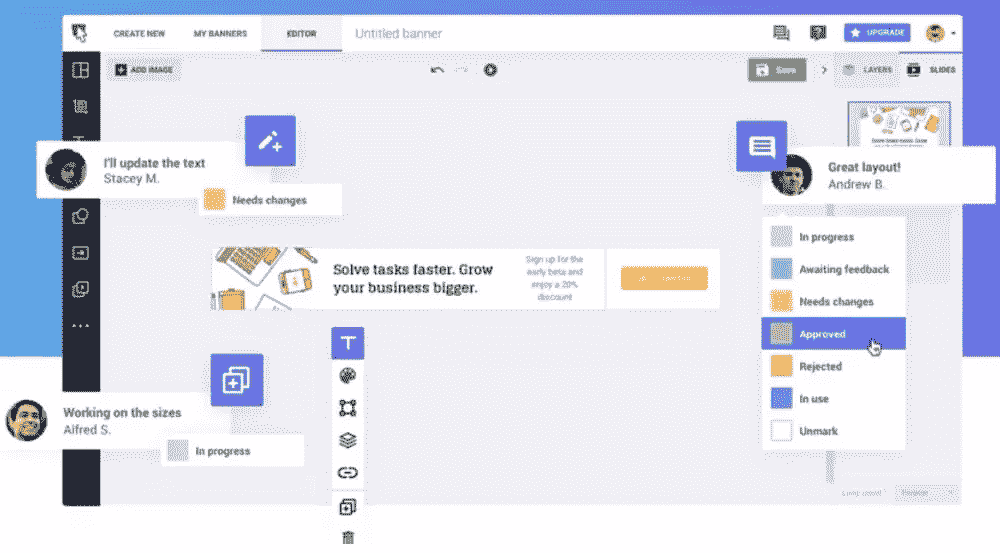 CREATE NEW
MY BANNERS
EDITOR
Untitled banner
UPGRADE
ADD IMAGE
Save
LAYERS
SLIDES
I'll update the text
Stacey M.
Needs changes
Great layout!
Andrew B.
In progress
Awaiting feedback
Needs changes
Approved
Rejected
In use
Unmark
Solve tasks faster. Grow
your business bigger.
Sign up for the
early beta and
enjoy a 20%
discount
T
Working on the sizes
Alfred S.
In progress